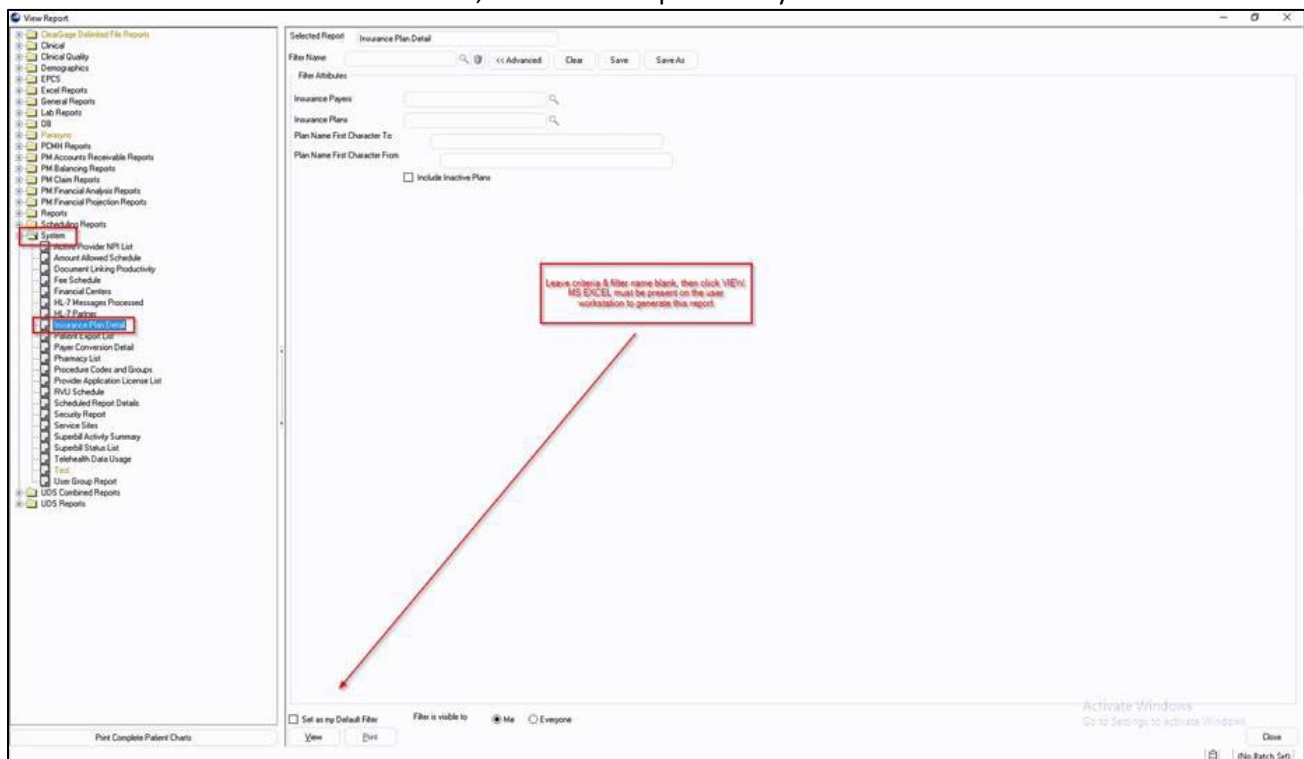 View Report
ClearGage Delimited File Reports
Clinical
Clinical Quality
Demographics
EPCS
Excel Reports
General Reports
Lab Reports
OB
Parasync
PCMH Reports
PM Accounts Receivable Reports
PM Balancing Reports
PM Claim Reports
PM Financial Analysis Reports
PM Financial Projection Reports
Reports
Scheduling Reports
System
Active Provider NPI List
Amount Allowed Schedule
Document Linking Productivity
Fee Schedule
Financial Centers
HL-7 Messages Processed
HL-7 Partner
Insurance Plan Detail
Patient Export List
Payer Conversion Detail
Pharmacy List
Procedure Codes and Groups
Provider Application License List
RVU Schedule
Scheduled Report Details
Security Report
Service Sites
Superbill Activity Summary
Superbill Status List
Telehealth Data Usage
Test
User Group Report
UDS Combined Reports
UDS Reports
Print Complete Patient Charts
Selected Report Insurance Plan Detail
Filter Name << Advanced Clear Save Save As
Filter Attributes
Insurance Payers
Insurance Plans
Plan Name First Character To
Plan Name First Character From
Include Inactive Plans
Leave criteria & filter name blank, then click VIEW.
MS EXCEL must be present on the user
workstation to generate this report.
Set as my Default Filter Filter is visible to Me Everyone
View Print
Activate Windows
Go to Settings to activate Windows
Close
(No Batch Set)